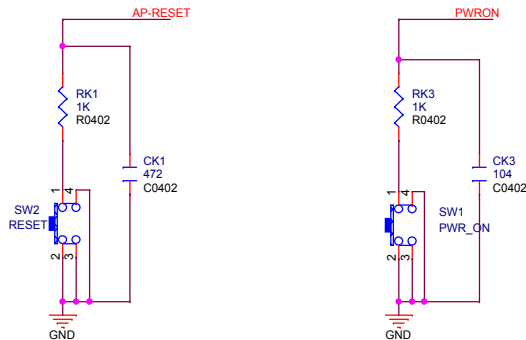 AP-RESET
PWRON
RK1
1K
R0402
RK3
1K
R0402
CK1
472
C0402
CK3
104
C0402
1
4
SW2
RESET
2
3
1
4
SW1
PWR_ON
2
3
GND
GND